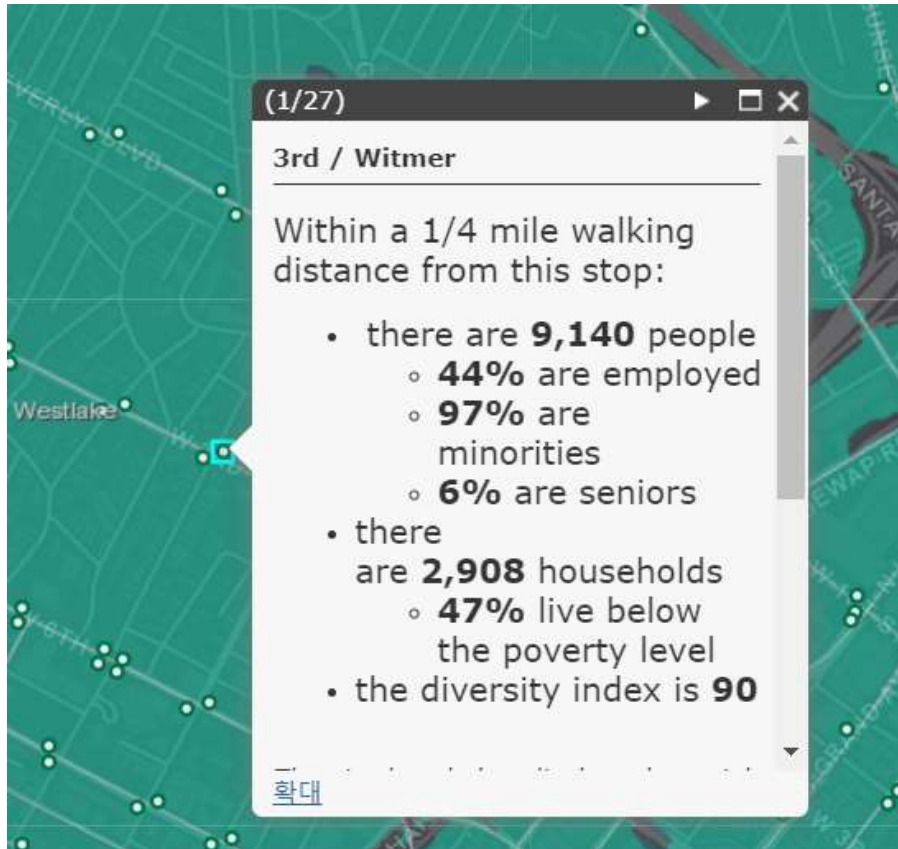 (1/27)
3rd / Witmer
Within a 1/4 mile walking
distance from this stop:
• there are 9,140 people
◦ 44% are employed
◦ 97% are
minorities
◦ 6% are seniors
• there
are 2,908 households
◦ 47% live below
the poverty level
• the diversity index is 90
확대
Westlake
BLVD
SANTA
W 6TH